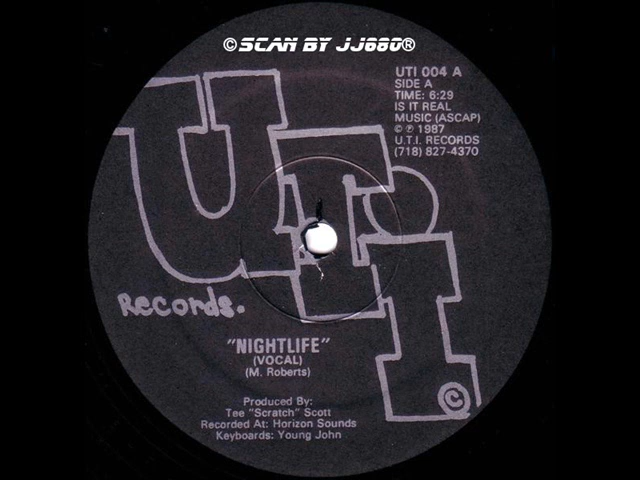 ©SCAN BY JJ680®
UTI 004 A
SIDE A
TIME: 6:29
IS IT REAL
MUSIC (ASCAP)
© ℗ 1987
U.T.I. RECORDS
(718) 827-4370
U.T.I
Records.
"NIGHTLIFE"
(VOCAL)
(M. Roberts)
Produced By:
Tee "Scratch" Scott
Recorded At: Horizon Sounds
Keyboards: Young John
©